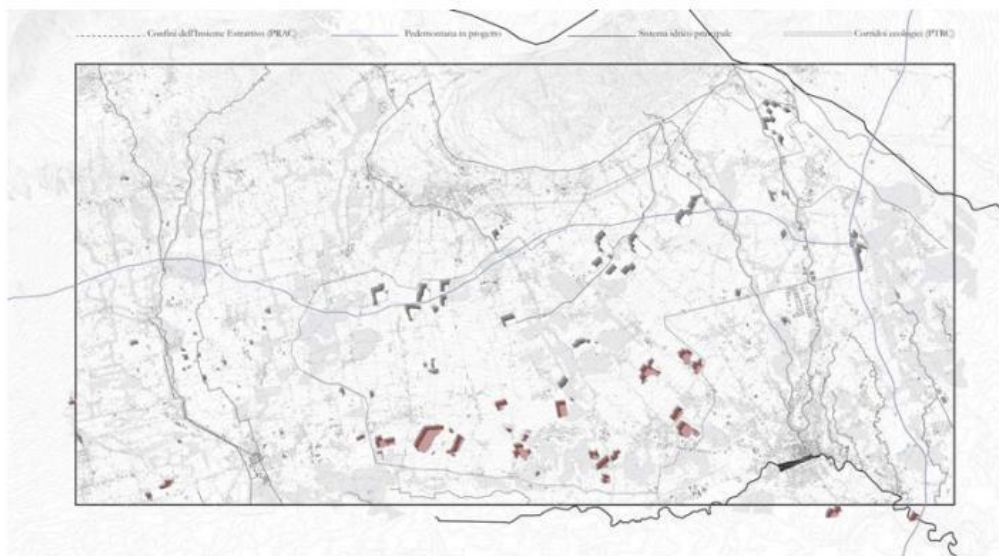 Confini dell'Insieme Estrattivo (PRAC)
Pedemontana in progetto
Sistema idrico principale
Corridoi ecologici (PTRC)